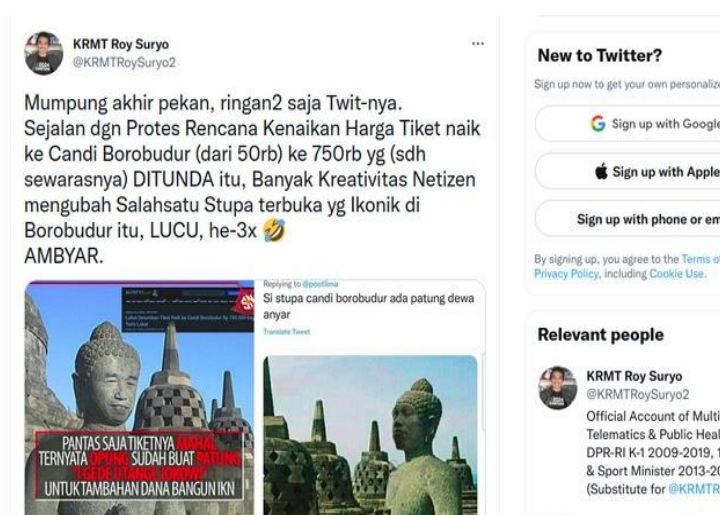 KRMT Roy Suryo
@KRMTRoySuryo2
Mumpung akhir pekan, ringan2 saja Twit-nya.
Sejalan dgn Protes Rencana Kenaikan Harga Tiket naik
ke Candi Borobudur (dari 50rb) ke 750rb yg (sdh
sewarasnya) DITUNDA itu, Banyak Kreativitas Netizen
mengubah Salahsatu Stupa terbuka yg Ikonik di
Borobudur itu, LUCU, he-3x 🤣
AMBYAR.
PANTAS SAJA TIKETNYA MAHAL
TERNYATA OPUNG SUDAH BUAT PATUNG
UNTUK TAMBAHAN DANA BANGUN IKN
Replying to @postlima
Si stupa candi borobudur ada patung dewa
anyar
Translate Tweet
New to Twitter?
Sign up now to get your own personalize
Sign up with Google
Sign up with Apple
Sign up with phone or em
By signing up, you agree to the Terms of
Privacy Policy, including Cookie Use.
Relevant people
KRMT Roy Suryo
@KRMTRoySuryo2
Official Account of Multi
Telematics & Public Heal
DPR-RI K-1 2009-2019, 1
& Sport Minister 2013-20
(Substitute for @KRMTR